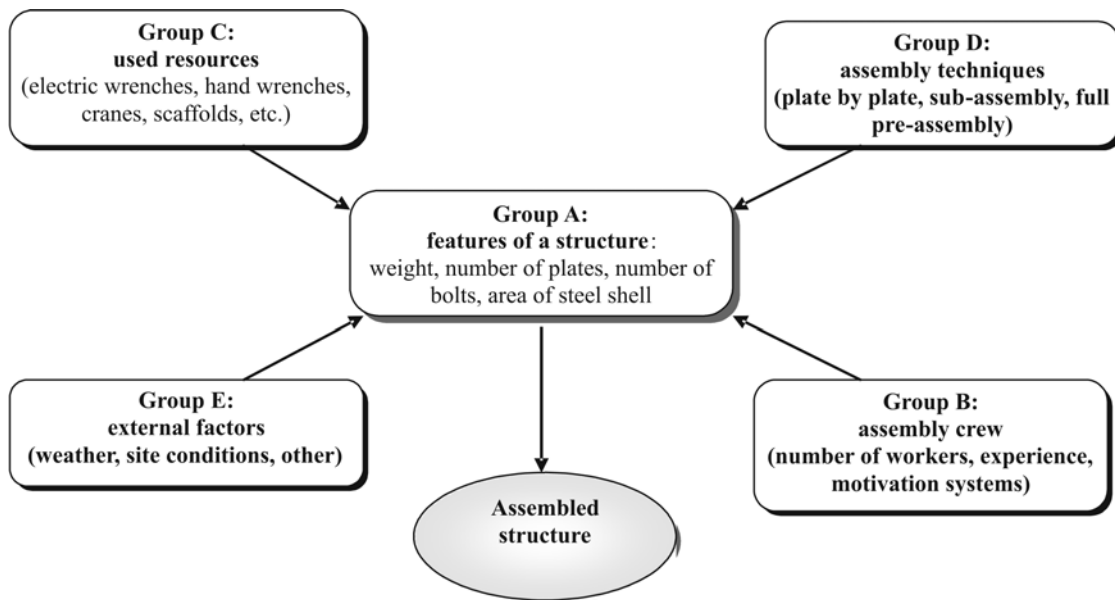 Group C:
used resources
(electric wrenches, hand wrenches,
cranes, scaffolds, etc.)
Group D:
assembly techniques
(plate by plate, sub-assembly, full
pre-assembly)
Group A:
features of a structure:
weight, number of plates, number of
bolts, area of steel shell
Group E:
external factors
(weather, site conditions, other)
Group B:
assembly crew
(number of workers, experience,
motivation systems)
Assembled
structure